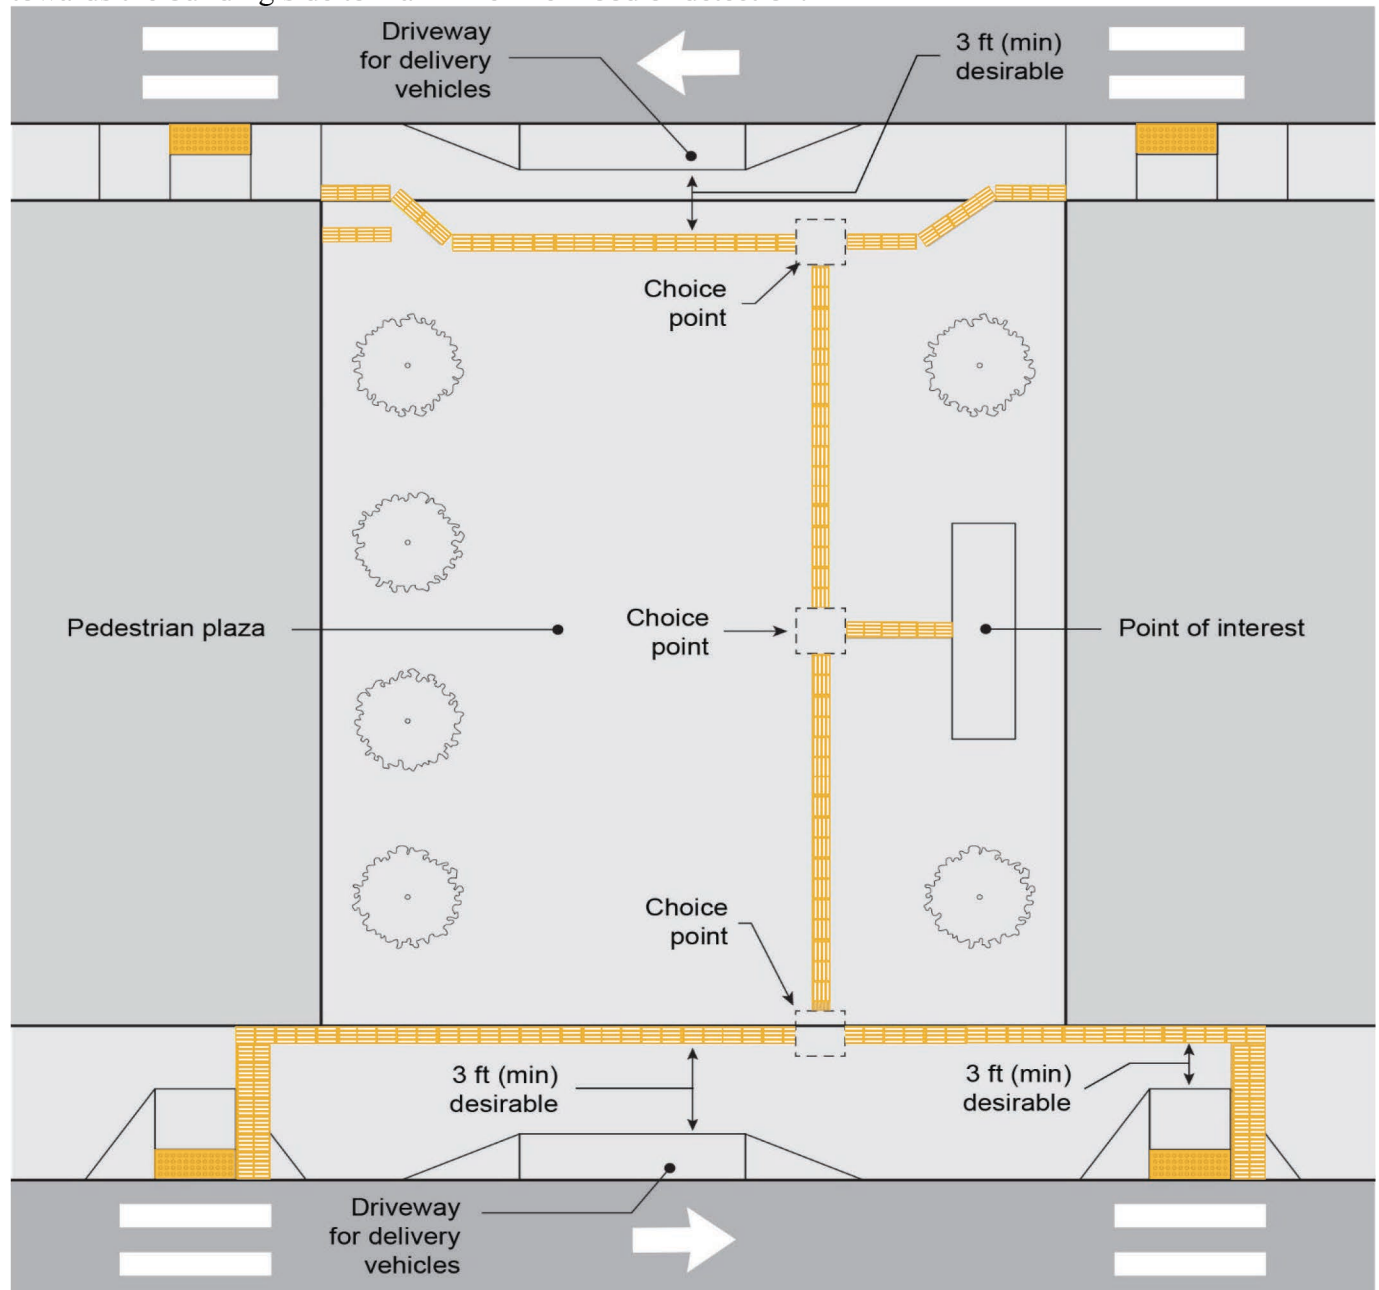 Driveway
for delivery
vehicles
3 ft (min)
desirable
Choice
point
Pedestrian plaza
Choice
point
Point of interest
Choice
point
3 ft (min)
desirable
3 ft (min)
desirable
Driveway
for delivery
vehicles